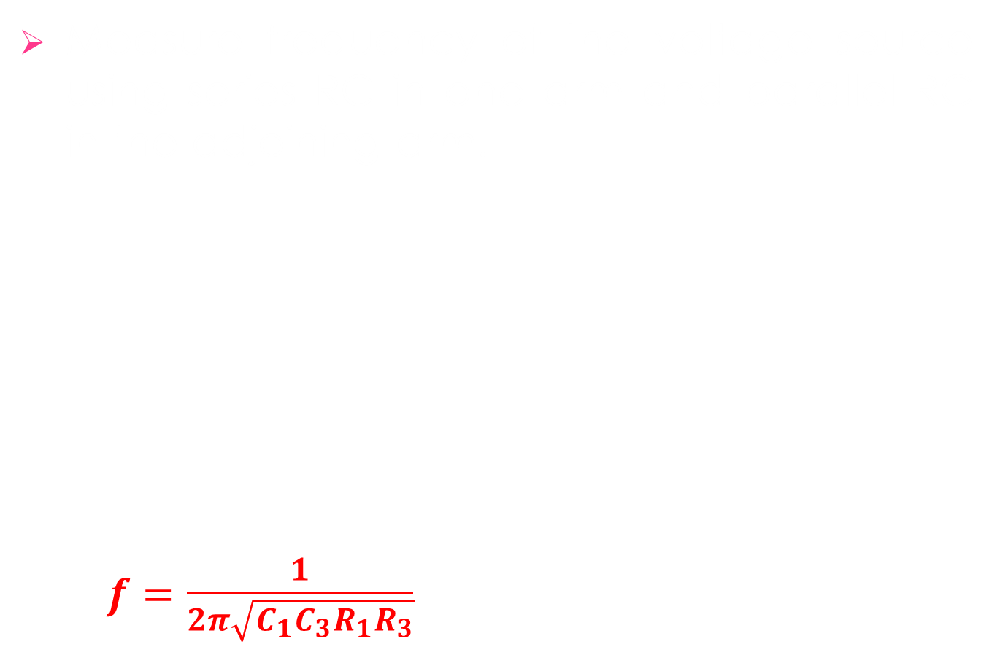 ➢
f = 1 / 2π√C₁C₃R₁R₃